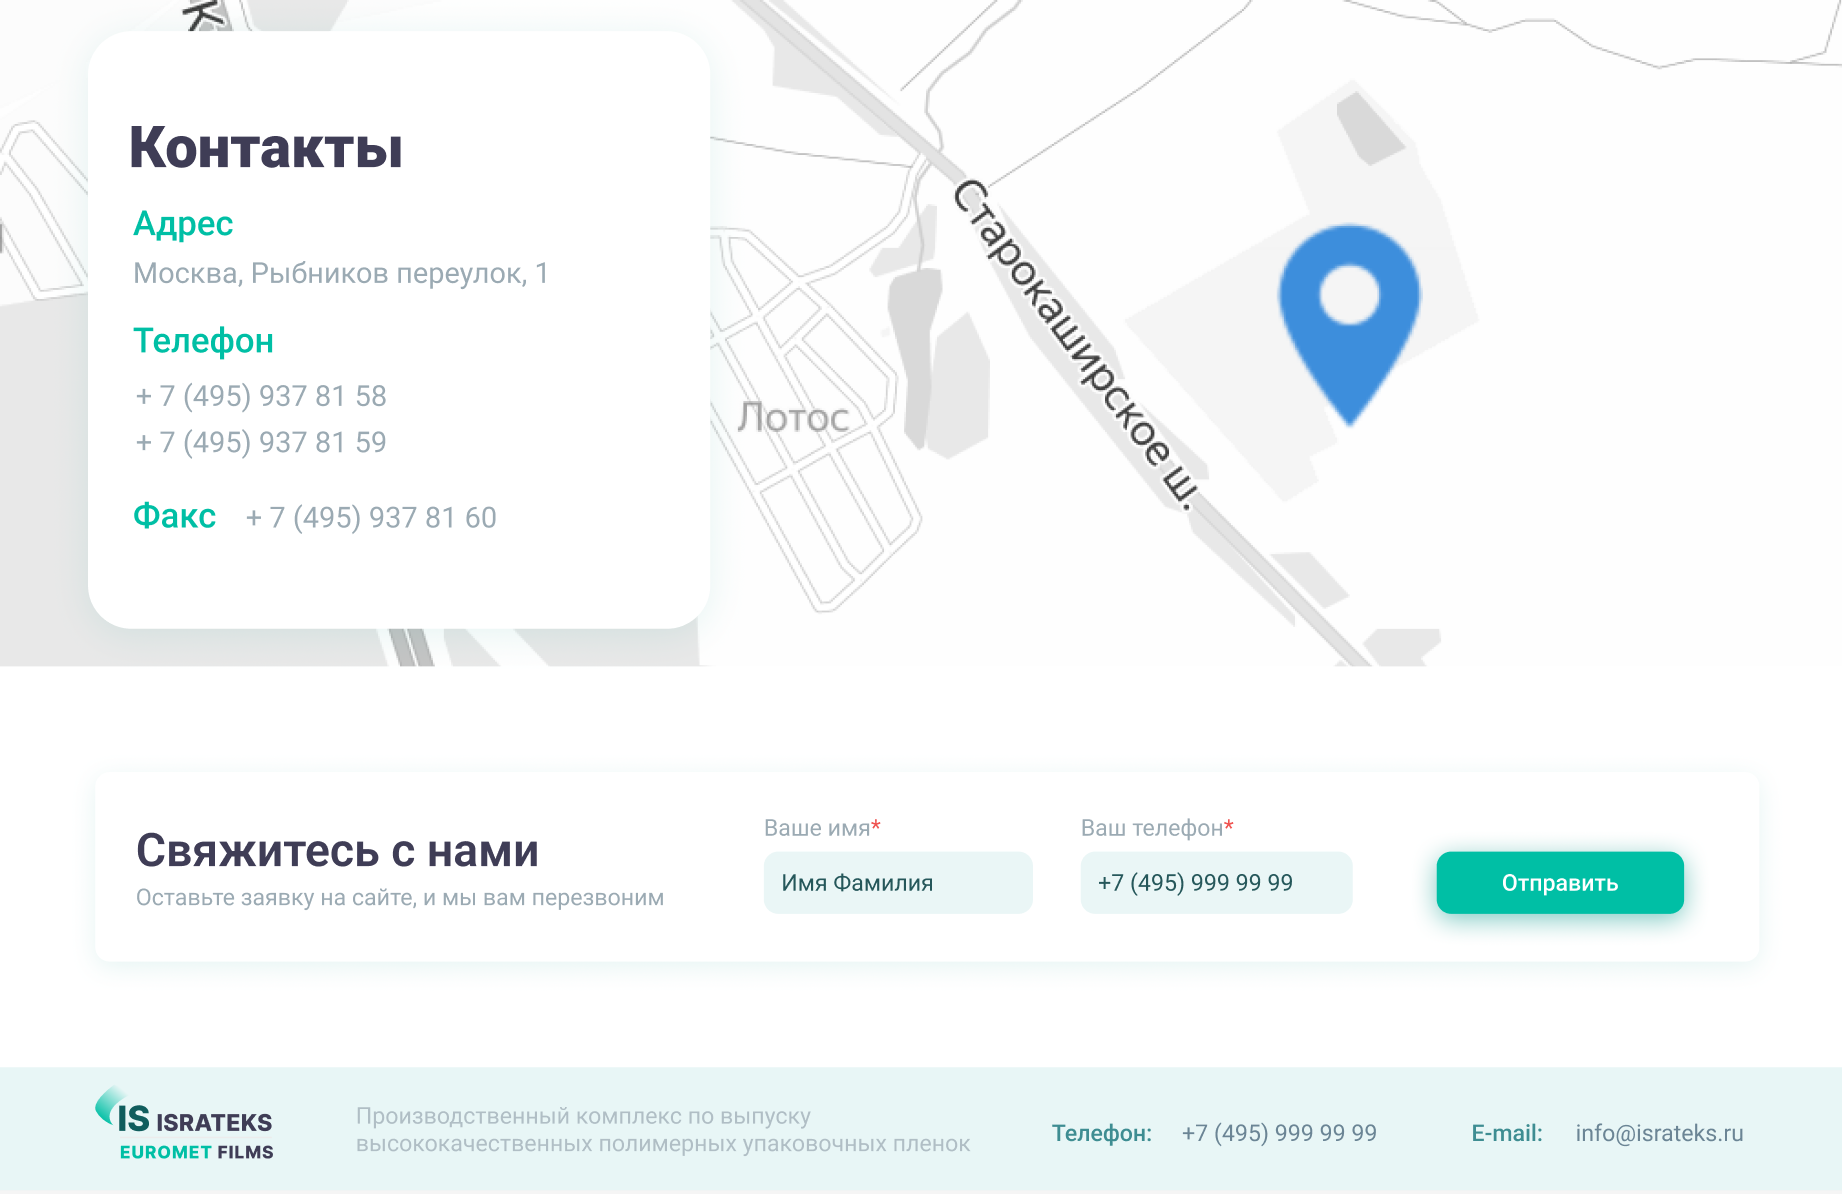 К
Контакты
Адрес
Москва, Рыбников переулок, 1
Телефон
+ 7 (495) 937 81 58
+ 7 (495) 937 81 59
Факс + 7 (495) 937 81 60
Старокаширское ш.
Лотос
Свяжитесь с нами
Оставьте заявку на сайте, и мы вам перезвоним
Ваше имя*
Имя Фамилия
Ваш телефон*
+7 (495) 999 99 99
Отправить
IS ISRATEKS
EUROMET FILMS
Производственный комплекс по выпуску
высококачественных полимерных упаковочных пленок
Телефон: +7 (495) 999 99 99
E-mail: info@israteks.ru